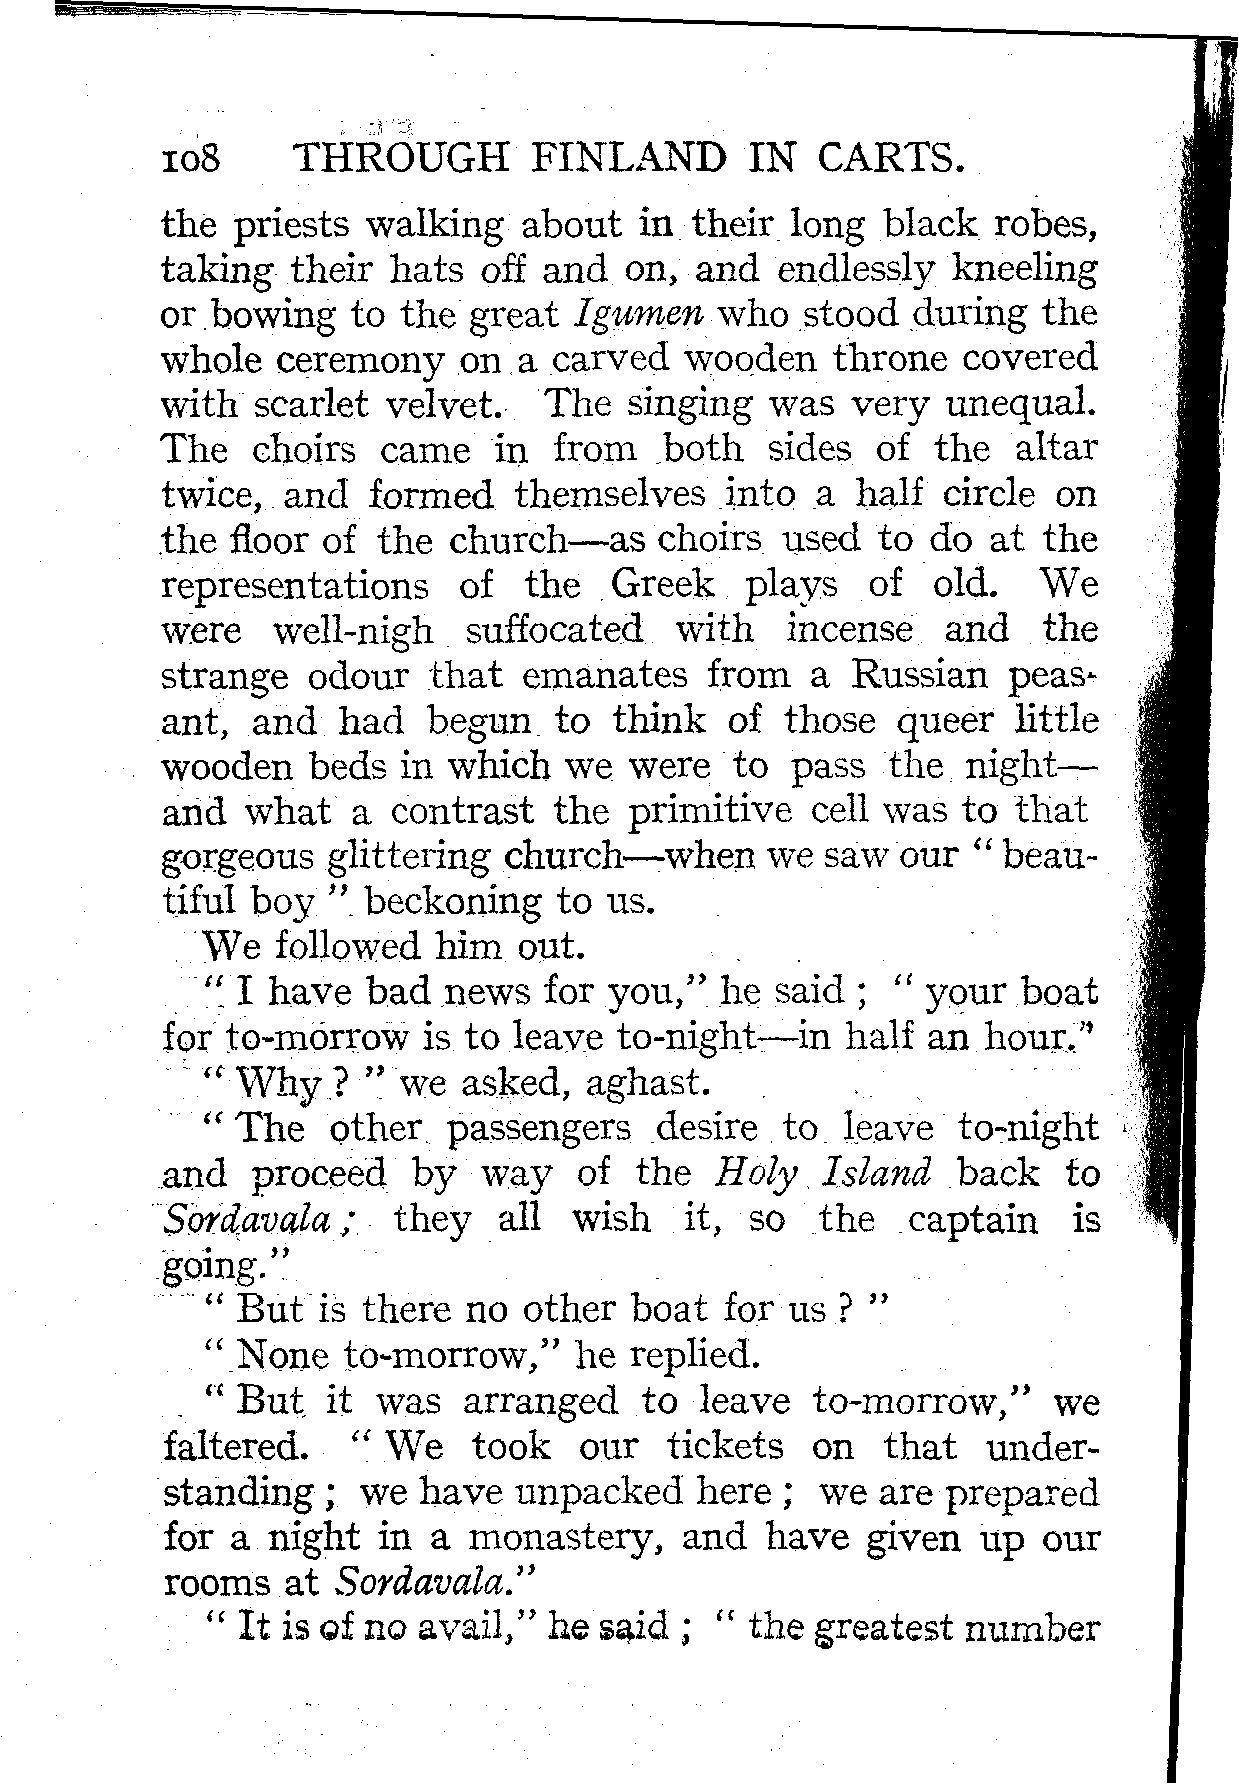 108 THROUGH FINLAND IN CARTS.
the priests walking about in their long black robes,
taking their hats off and on, and endlessly kneeling
or bowing to the great Igumen who stood during the
whole ceremony on a carved wooden throne covered
with scarlet velvet. The singing was very unequal.
The choirs came in from both sides of the altar
twice, and formed themselves into a half circle on
the floor of the church—as choirs used to do at the
representations of the Greek plays of old. We
were well-nigh suffocated with incense and the
strange odour that emanates from a Russian peas-
ant, and had begun to think of those queer little
wooden beds in which we were to pass the night—
and what a contrast the primitive cell was to that
gorgeous glittering church—when we saw our “ beau-
tiful boy ” beckoning to us.
We followed him out.
“ I have bad news for you,” he said ; “ your boat
for to-morrow is to leave to-night—in half an hour.”
“ Why ? ” we asked, aghast.
“ The other passengers desire to leave to-night
and proceed by way of the Holy Island back to
Sordavala ; they all wish it, so the captain is
going.”
“ But is there no other boat for us ? ”
“ None to-morrow,” he replied.
“ But it was arranged to leave to-morrow,” we
faltered. “ We took our tickets on that under-
standing ; we have unpacked here ; we are prepared
for a night in a monastery, and have given up our
rooms at Sordavala.”
“ It is of no avail,” he said ; “ the greatest number